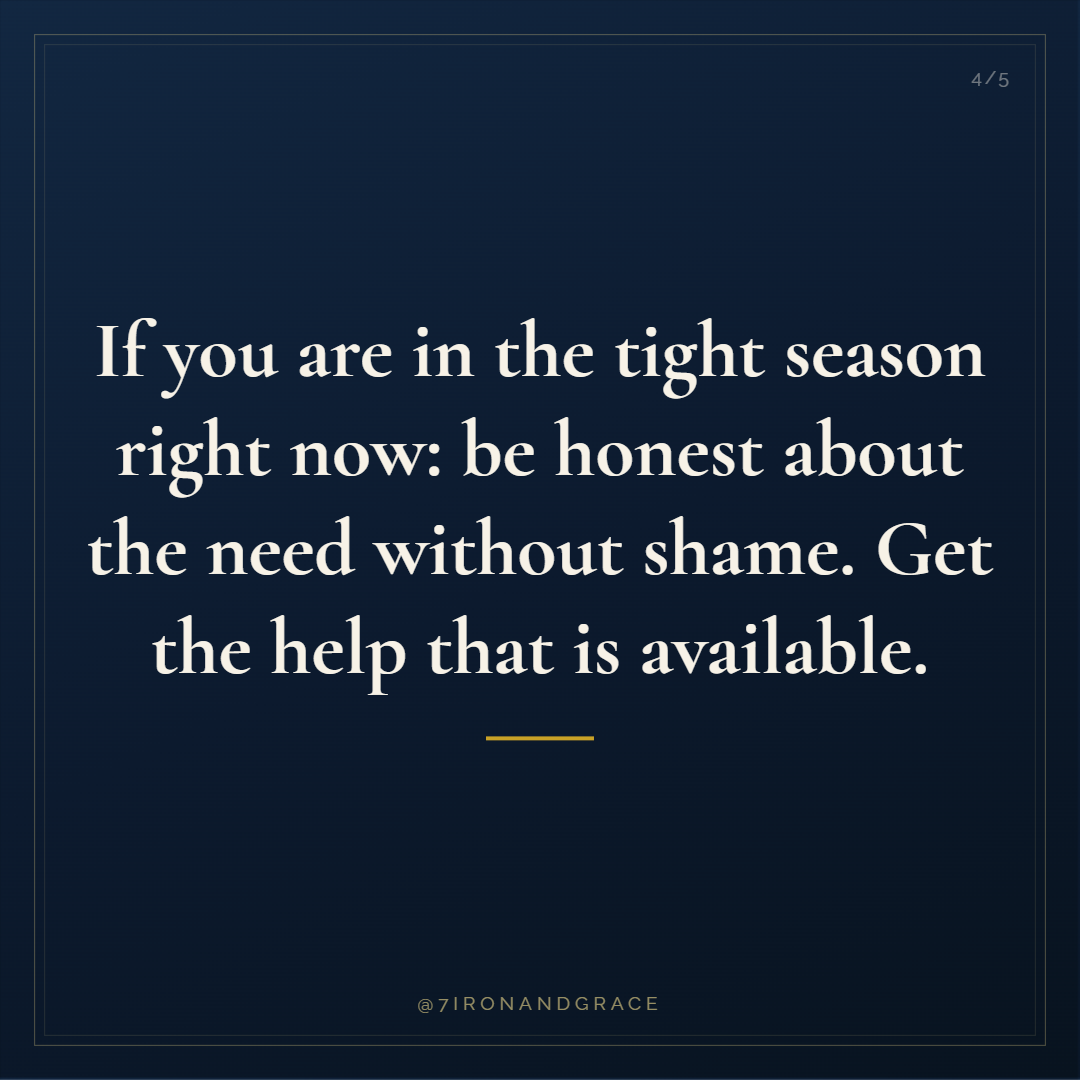 4/5
If you are in the tight season
right now: be honest about
the need without shame. Get
the help that is available.
@7IRONANDGRACE